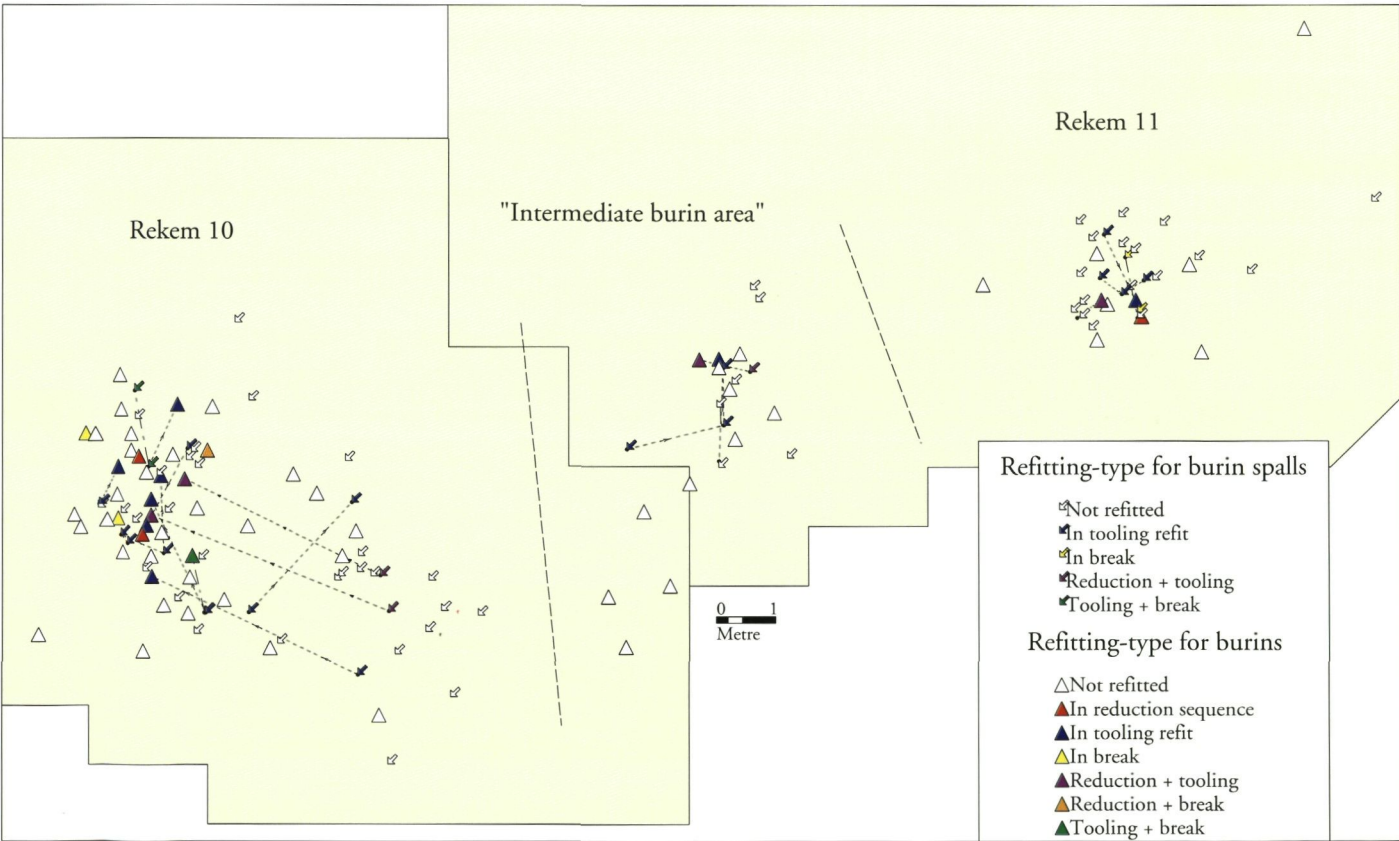 Rekem 11
"Intermediate burin area"
Rekem 10
Refitting-type for burin spalls
Not refitted
In tooling refit
In break
Reduction + tooling
Tooling + break
0 1
Metre
Refitting-type for burins
Not refitted
In reduction sequence
In tooling refit
In break
Reduction + tooling
Reduction + break
Tooling + break